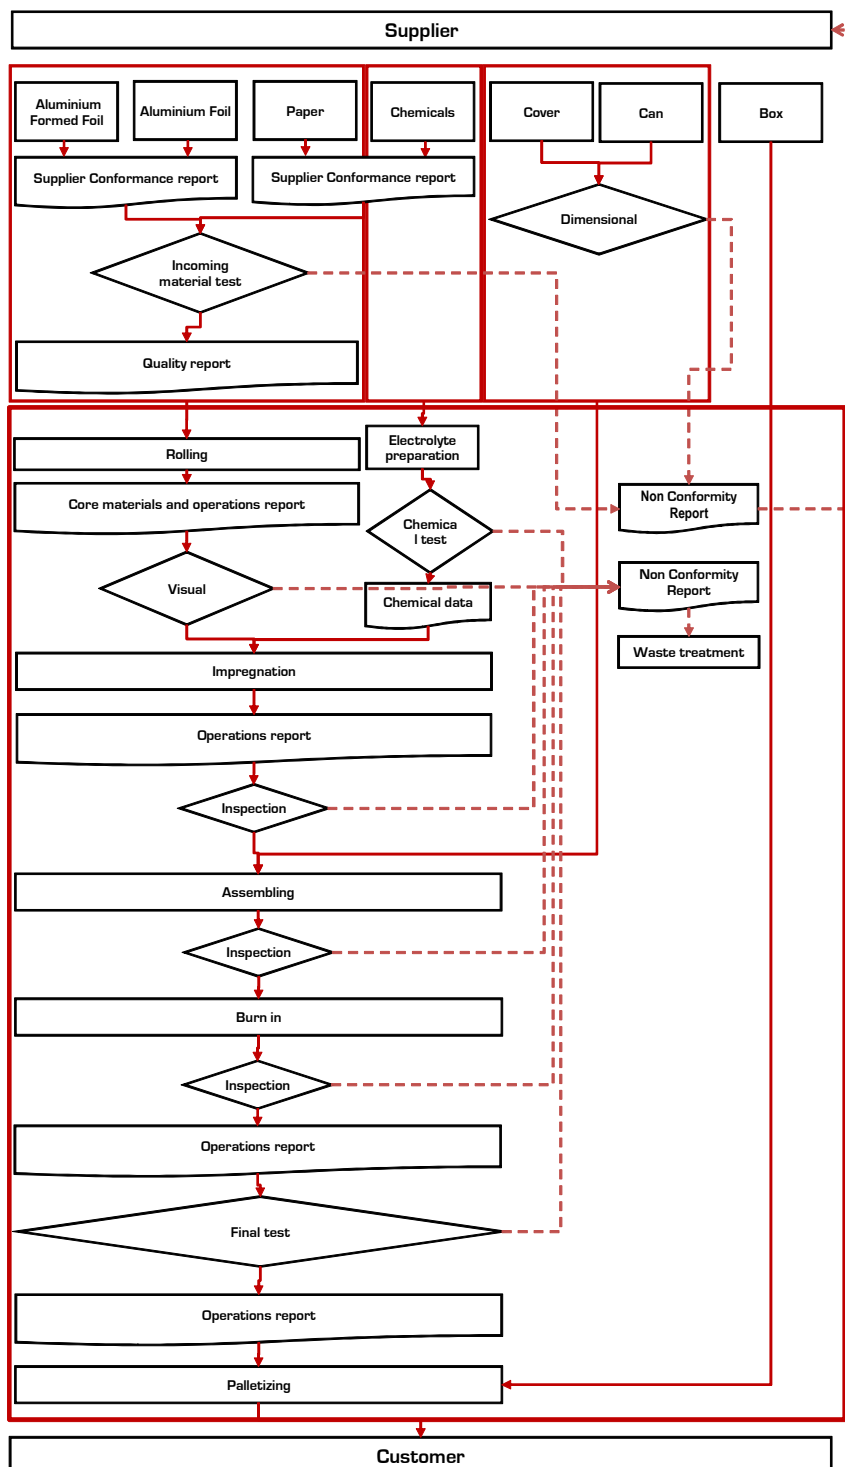 Supplier
Aluminium
Formed Foil
Aluminium Foil
Paper
Chemicals
Cover
Can
Box
Supplier Conformance report
Supplier Conformance report
Dimensional
Incoming
material test
Quality report
Rolling
Electrolyte
preparation
Core materials and operations report
Non Conformity
Report
Chemica
l test
Visual
Chemical data
Non Conformity
Report
Waste treatment
Impregnation
Operations report
Inspection
Assembling
Inspection
Burn in
Inspection
Operations report
Final test
Operations report
Palletizing
Customer